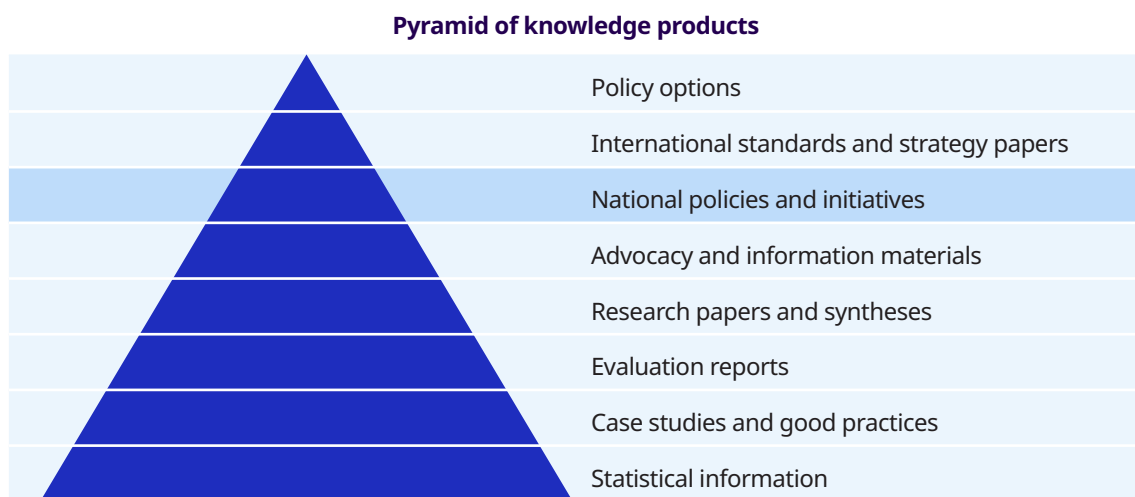 Pyramid of knowledge products
Policy options
International standards and strategy papers
National policies and initiatives
Advocacy and information materials
Research papers and syntheses
Evaluation reports
Case studies and good practices
Statistical information